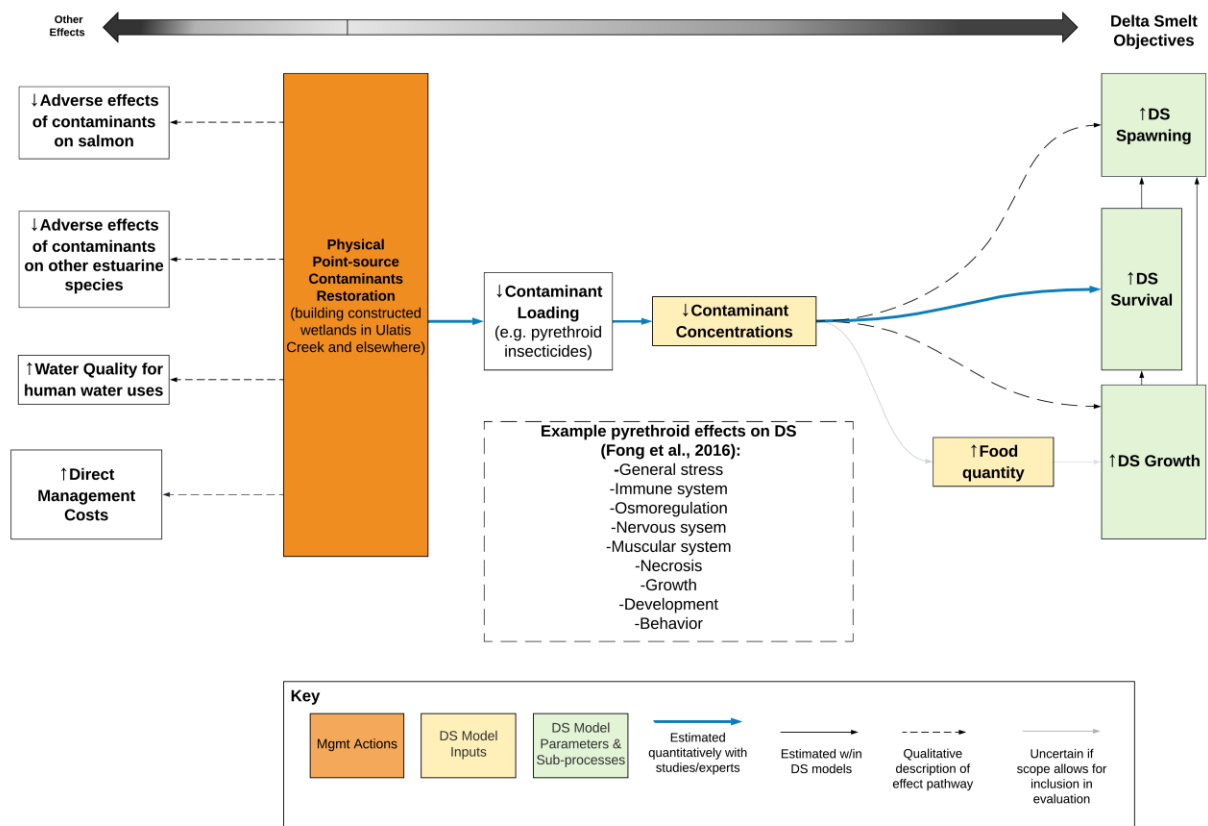 Other
Effects
Delta Smelt
Objectives
↓Adverse effects
of contaminants
on salmon
↓Adverse effects
of contaminants
on other estuarine
species
↑Water Quality for
human water uses
↑Direct
Management
Costs
Physical
Point-source
Contaminants
Restoration
(building constructed
wetlands in Ulatis
Creek and elsewhere)
↓Contaminant
Loading
(e.g. pyrethroid
insecticides)
↓Contaminant
Concentrations
↑Food
quantity
↑DS
Spawning
↑DS
Survival
↑DS Growth
Example pyrethroid effects on DS
(Fong et al., 2016):
-General stress
-Immune system
-Osmoregulation
-Nervous sysem
-Muscular system
-Necrosis
-Growth
-Development
-Behavior
Key
Mgmt Actions
DS Model
Inputs
DS Model
Parameters &
Sub-processes
Estimated
quantitatively with
studies/experts
Estimated w/in
DS models
Qualitative
description of
effect pathway
Uncertain if
scope allows for
inclusion in
evaluation